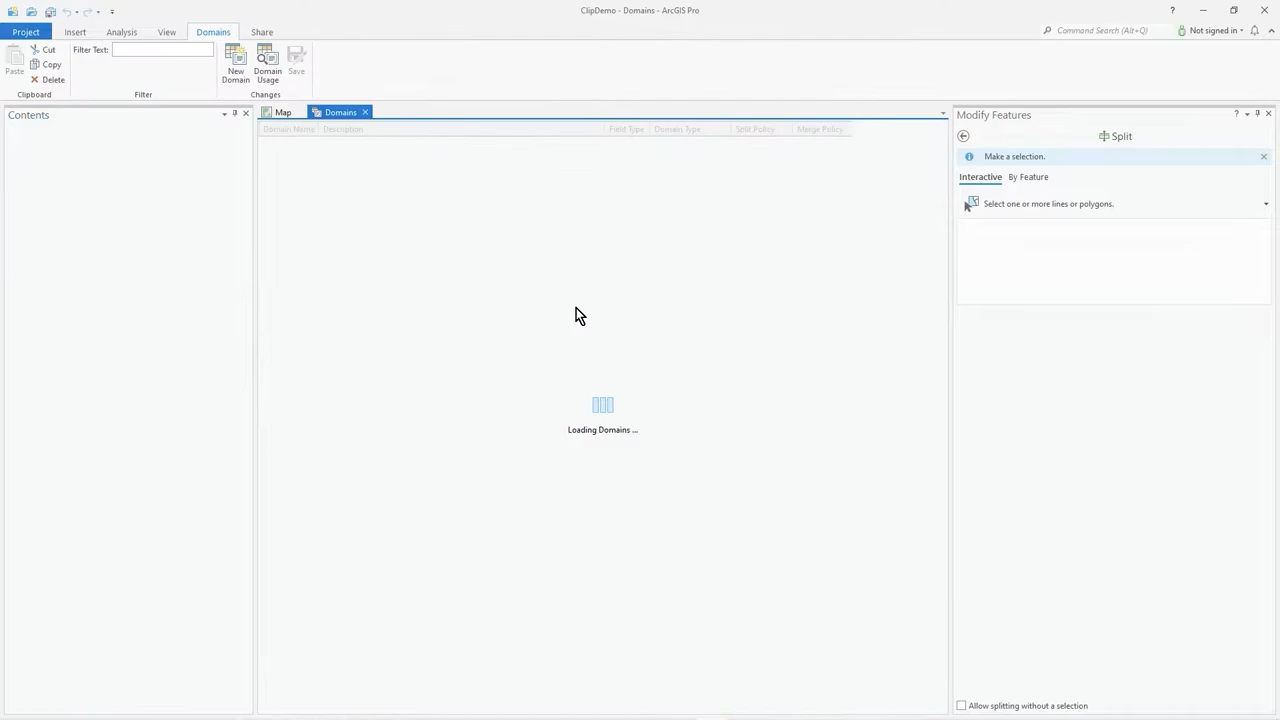 ClipDemo - Domains - ArcGIS Pro
Project Insert Analysis View Domains Share
Command Search (Alt+Q)
Not signed in
Paste
Cut
Copy
Delete
Clipboard
Filter Text:
Filter
New Domain
Domain Usage
Save
Changes
Contents
Map
Domains
Domain Name Description Field Type Domain Type Split Policy Merge Policy
Loading Domains ...
Modify Features
Split
Make a selection.
Interactive By Feature
Select one or more lines or polygons.
Allow splitting without a selection